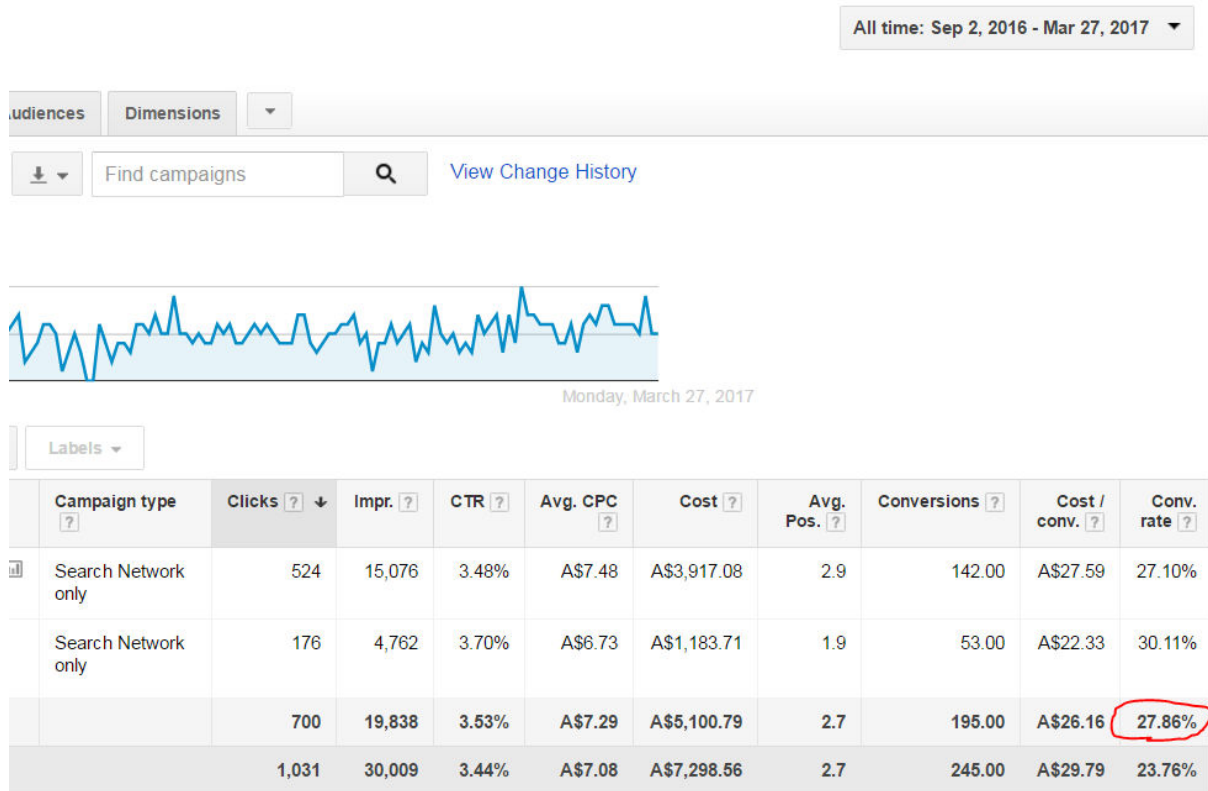 All time: Sep 2, 2016 - Mar 27, 2017
udiences Dimensions
Find campaigns View Change History
Monday, March 27, 2017
Labels
Campaign type ? Clicks ? Impr. ? CTR ? Avg. CPC ? Cost ? Avg. Pos. ? Conversions ? Cost / conv. ? Conv. rate ?
Search Network only 524 15,076 3.48% A$7.48 A$3,917.08 2.9 142.00 A$27.59 27.10%
Search Network only 176 4,762 3.70% A$6.73 A$1,183.71 1.9 53.00 A$22.33 30.11%
700 19,838 3.53% A$7.29 A$5,100.79 2.7 195.00 A$26.16 27.86%
1,031 30,009 3.44% A$7.08 A$7,298.56 2.7 245.00 A$29.79 23.76%